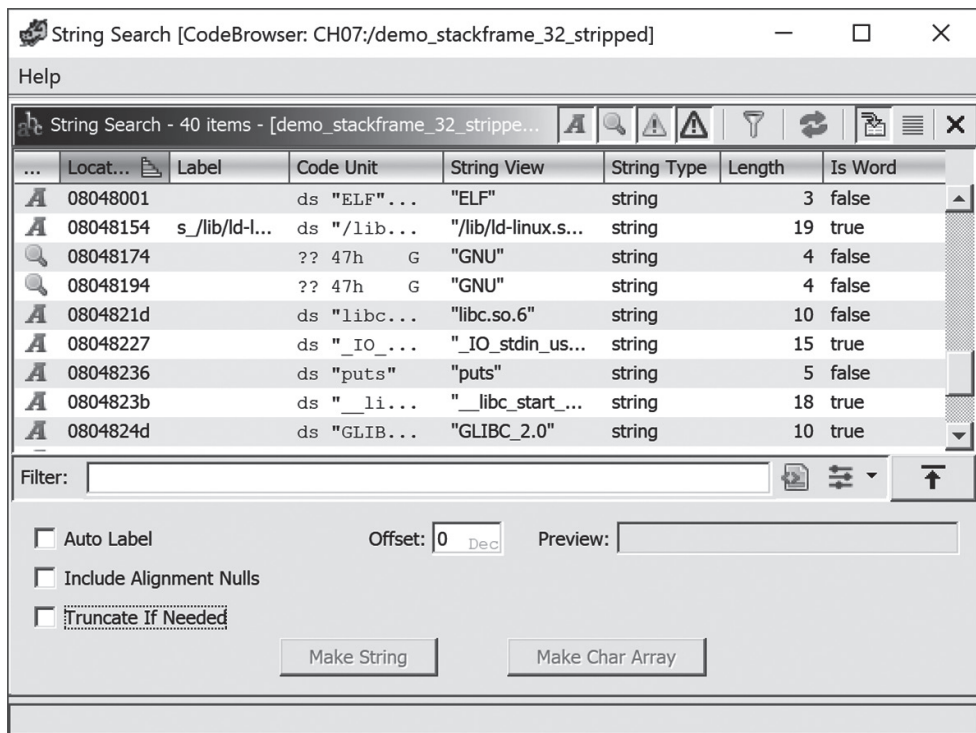 String Search [CodeBrowser: CH07:/demo_stackframe_32_stripped]
Help
String Search - 40 items - [demo_stackframe_32_strippe...
... Locat... Label Code Unit String View String Type Length Is Word
A 08048001 ds "ELF"... "ELF" string 3 false
A 08048154 s_/lib/ld-l... ds "/lib... "/lib/ld-linux.s... string 19 true
08048174 ?? 47h G "GNU" string 4 false
08048194 ?? 47h G "GNU" string 4 false
A 0804821d ds "libc... "libc.so.6" string 10 false
A 08048227 ds "_IO_... "_IO_stdin_us... string 15 true
A 08048236 ds "puts" "puts" string 5 false
A 0804823b ds "__li... "__libc_start_... string 18 true
A 0804824d ds "GLIB... "GLIBC_2.0" string 10 true
Filter:
Auto Label Offset: 0 Dec Preview:
Include Alignment Nulls
Truncate If Needed
Make String Make Char Array